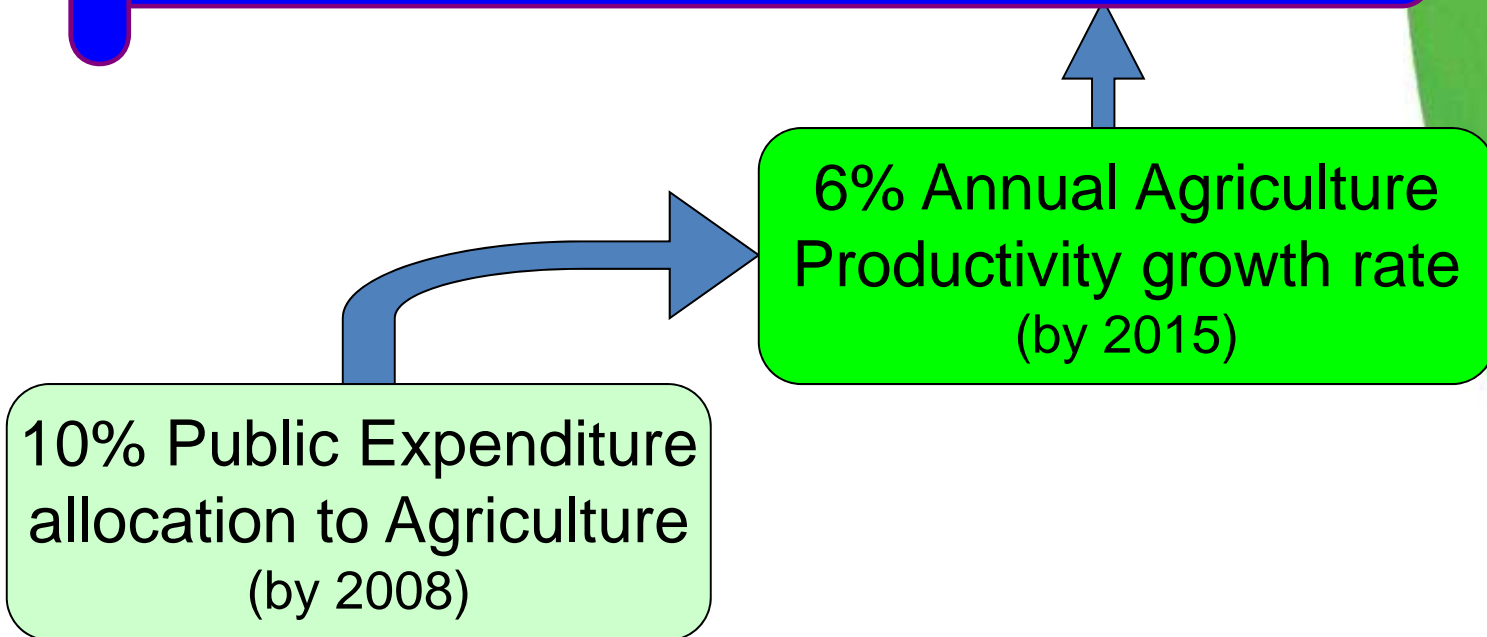 6% Annual Agriculture
Productivity growth rate
(by 2015)
10% Public Expenditure
allocation to Agriculture
(by 2008)